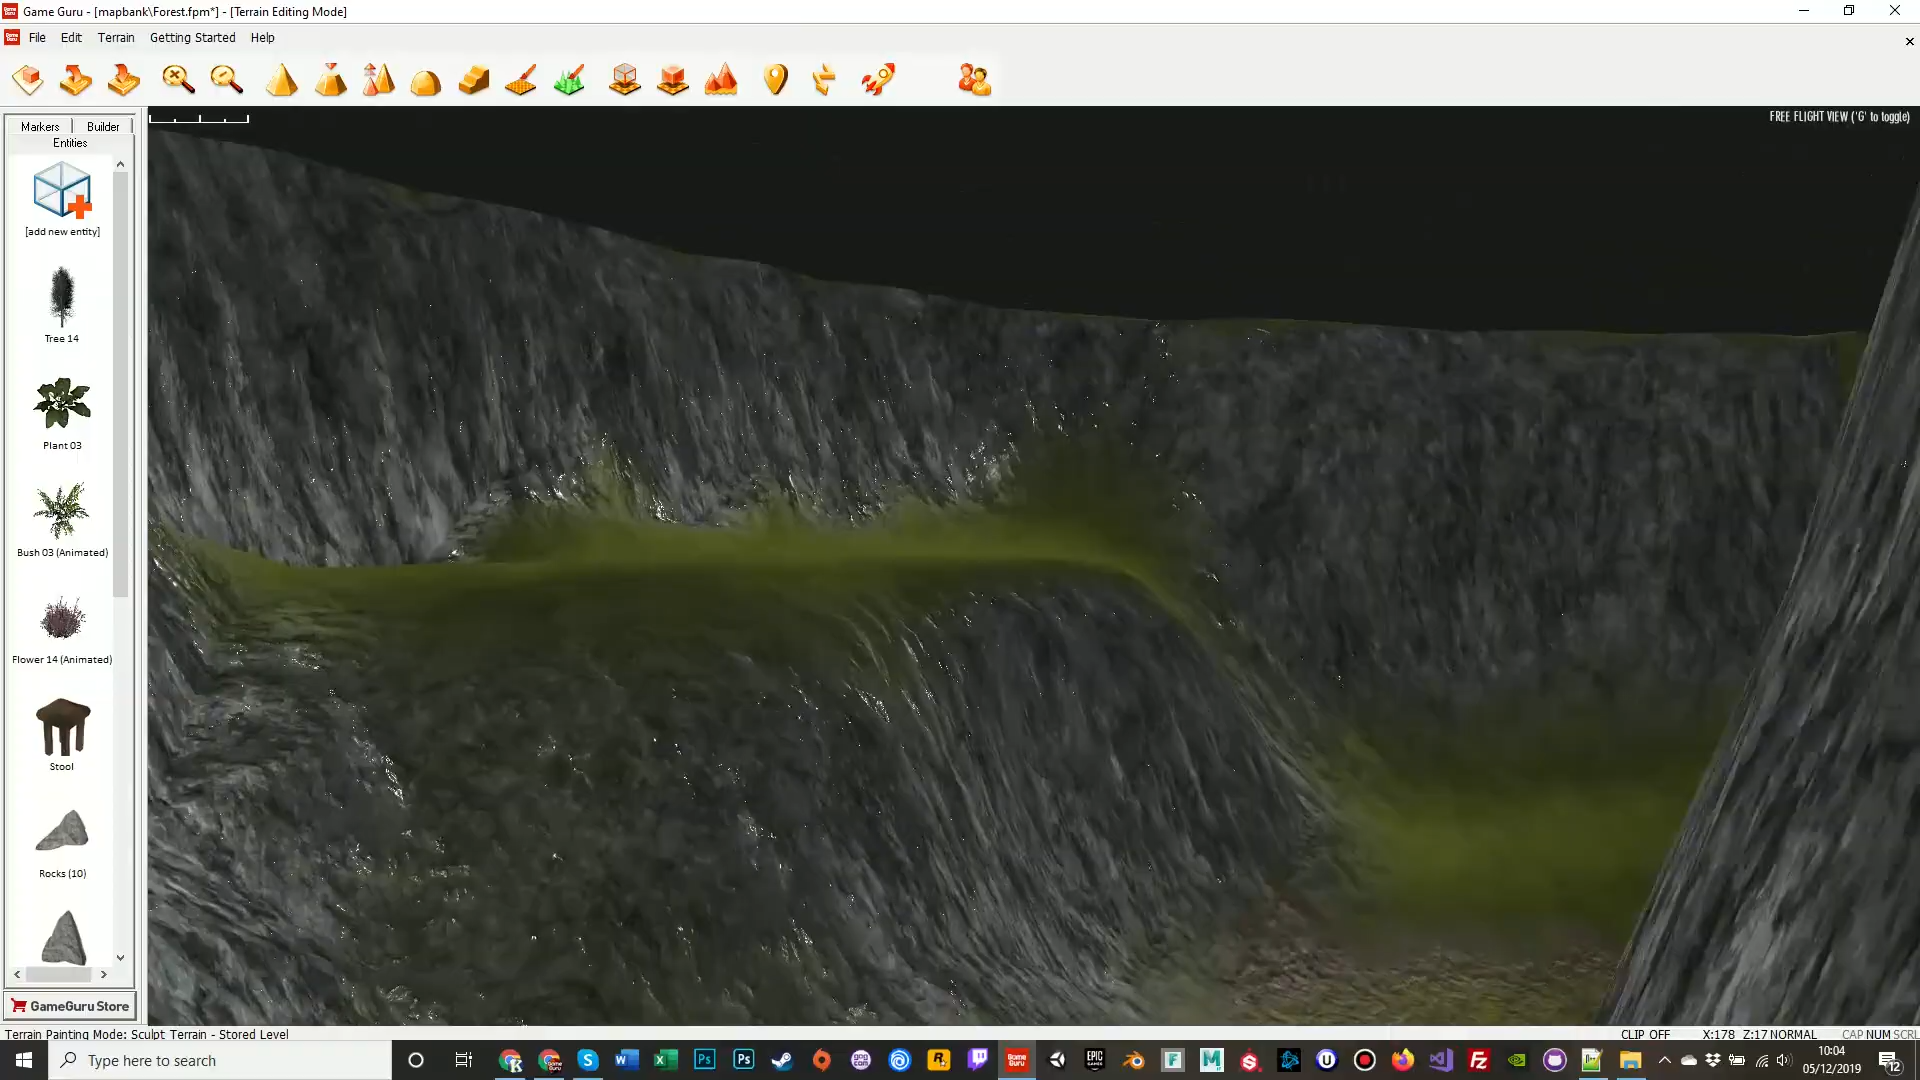 Game Guru - [mapbank\Forest.fpm*] - [Terrain Editing Mode]
File Edit Terrain Getting Started Help
FREE FLIGHT VIEW ('G' to toggle)
Markers Builder
Entities
[add new entity]
Tree 14
Plant 03
Bush 03 (Animated)
Flower 14 (Animated)
Stool
Rocks (10)
GameGuru Store
Terrain Painting Mode: Sculpt Terrain - Stored Level
CLIP OFF X:178 Z:17 NORMAL CAP NUM SCRL
Type here to search
10:04
05/12/2019
12